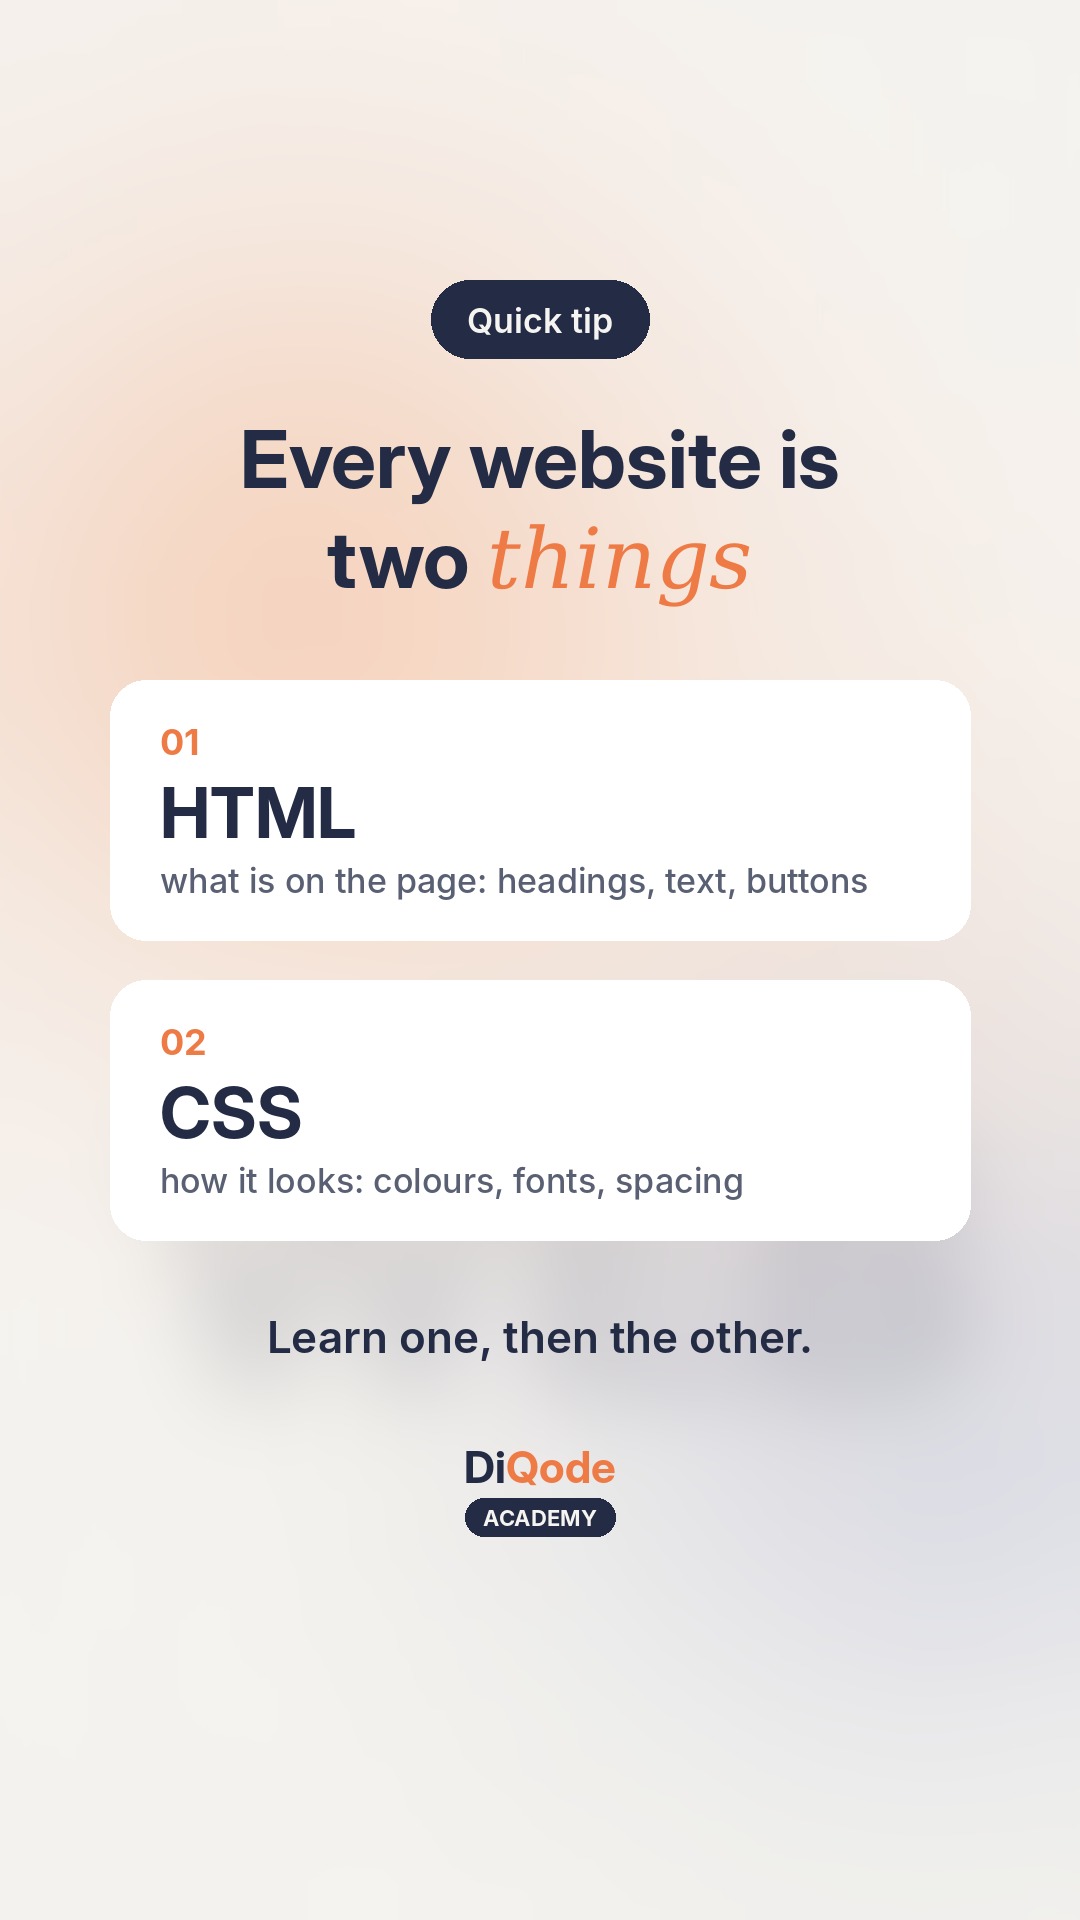 Quick tip
Every website is
two things
01
HTML
what is on the page: headings, text, buttons
02
CSS
how it looks: colours, fonts, spacing
Learn one, then the other.
DiQode
ACADEMY